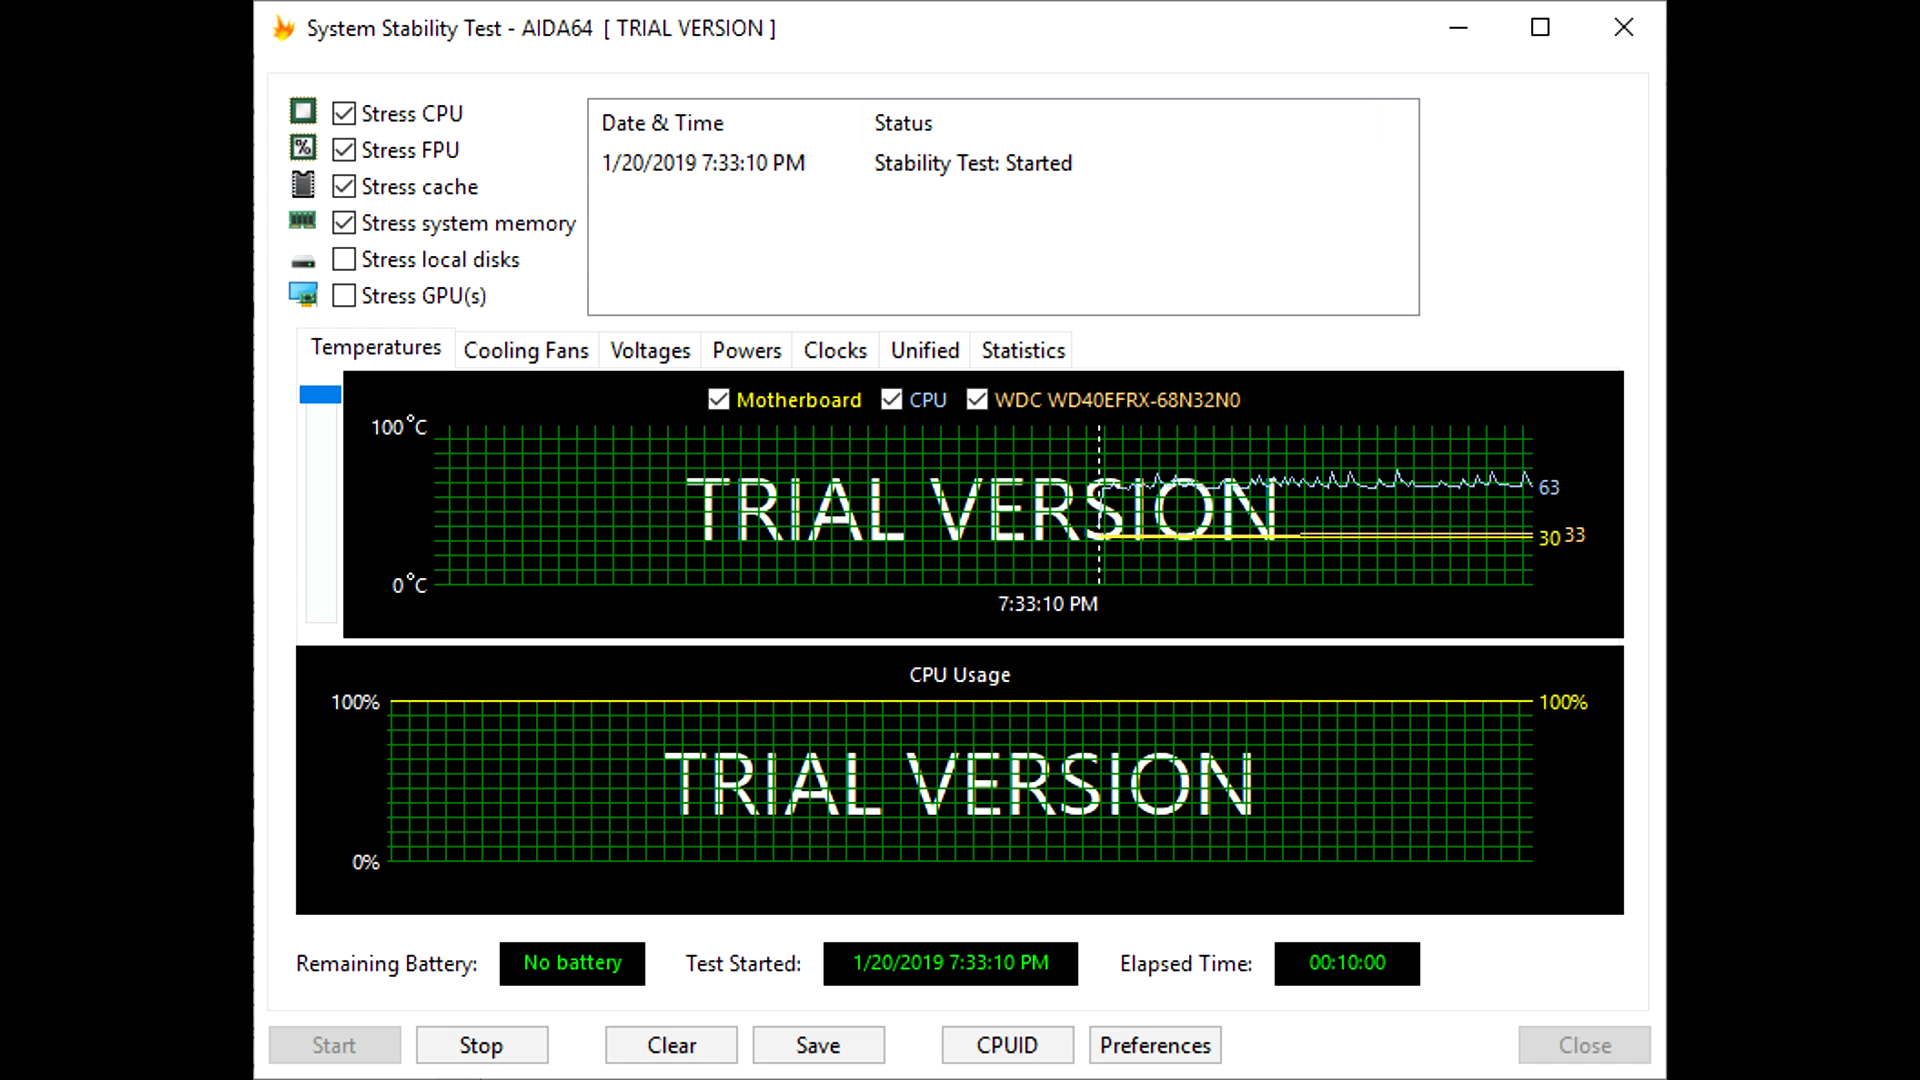 System Stability Test - AIDA64 [ TRIAL VERSION ]
Stress CPU
Stress FPU
Stress cache
Stress system memory
Stress local disks
Stress GPU(s)
Date & Time Status
1/20/2019 7:33:10 PM Stability Test: Started
Temperatures Cooling Fans Voltages Powers Clocks Unified Statistics
Motherboard CPU WDC WD40EFRX-68N32N0
100°C
TRIAL VERSION
63
30 33
0°C
7:33:10 PM
CPU Usage
100% 100%
TRIAL VERSION
0%
Remaining Battery: No battery Test Started: 1/20/2019 7:33:10 PM Elapsed Time: 00:10:00
Start Stop Clear Save CPUID Preferences Close